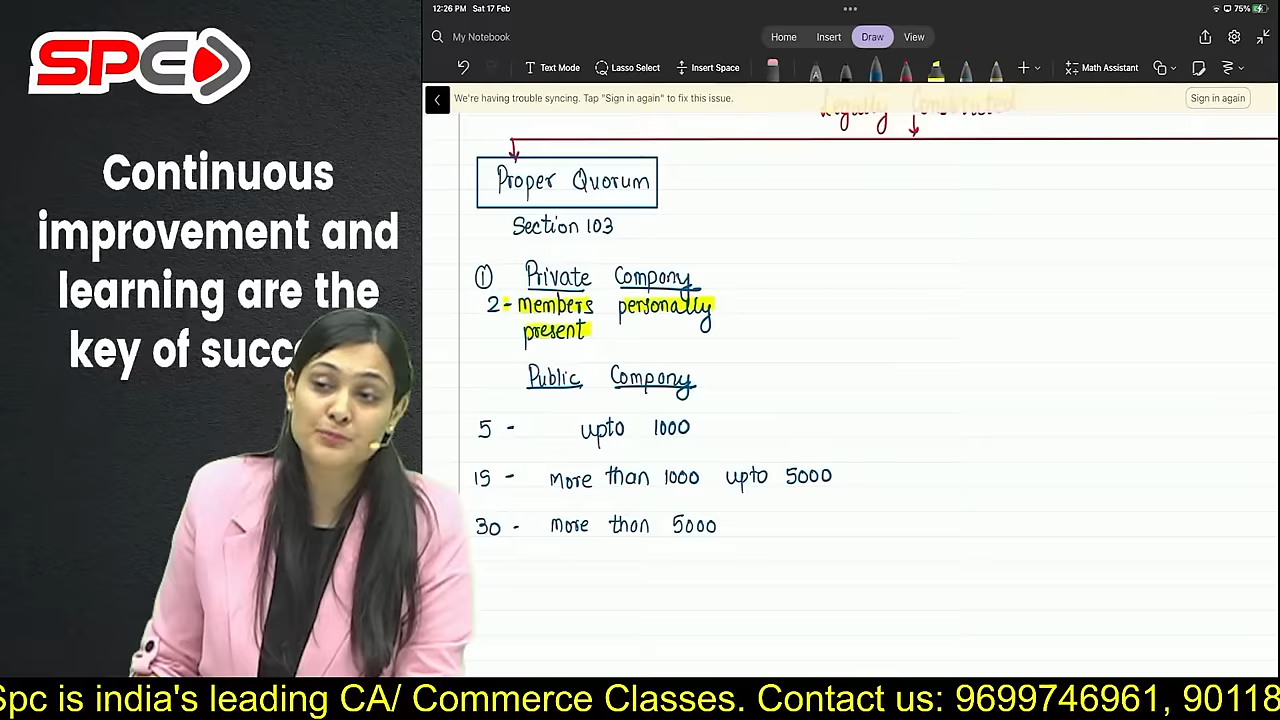 12:26 PM Sat 17 Feb
75%
My Notebook
Home Insert Draw View
Text Mode Lasso Select Insert Space Math Assistant
We're having trouble syncing. Tap "Sign in again" to fix this issue.
Sign in again
SPC
Continuous
improvement and
learning are the
key of succ
Legally Constituted
Proper Quorum
Section 103
① Private Company
2 - members personally
present
Public Company
5 - upto 1000
15 - more than 1000 upto 5000
30 - more than 5000
Spc is india's leading CA/ Commerce Classes. Contact us: 9699746961, 90118